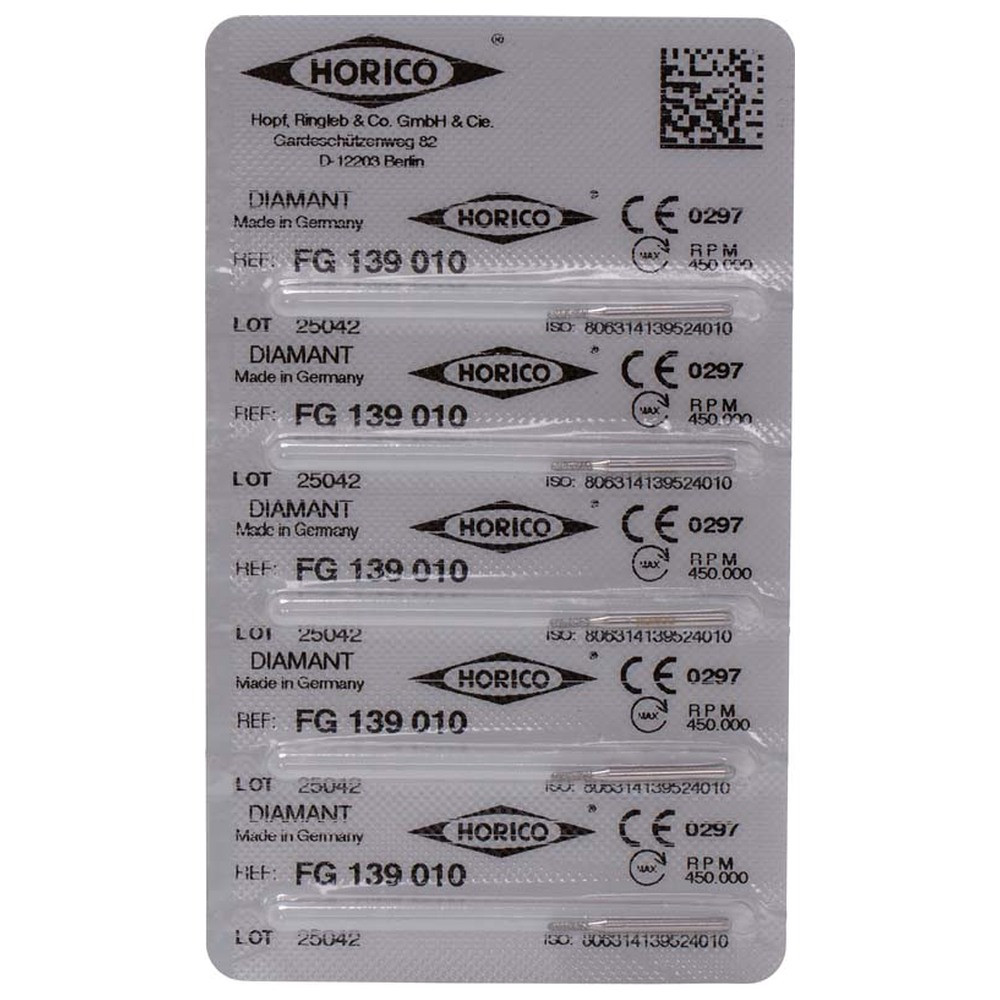 HORICO ®
Hopf, Ringleb & Co. GmbH & Cie.
Gardeschützenweg 82
D-12203 Berlin
DIAMANT
Made in Germany
HORICO ® CE 0297
REF: FG 139 010
MAX RPM 450.000
LOT 25042
ISO: 806314139524010
DIAMANT
Made in Germany
HORICO ® CE 0297
REF: FG 139 010
MAX RPM 450.000
LOT 25042
ISO: 806314139524010
DIAMANT
Made in Germany
HORICO ® CE 0297
REF: FG 139 010
MAX RPM 450.000
LOT 25042
ISO: 806314139524010
DIAMANT
Made in Germany
HORICO ® CE 0297
REF: FG 139 010
MAX RPM 450.000
LOT 25042
ISO: 806314139524010
DIAMANT
Made in Germany
HORICO ® CE 0297
REF: FG 139 010
MAX RPM 450.000
LOT 25042
ISO: 806314139524010